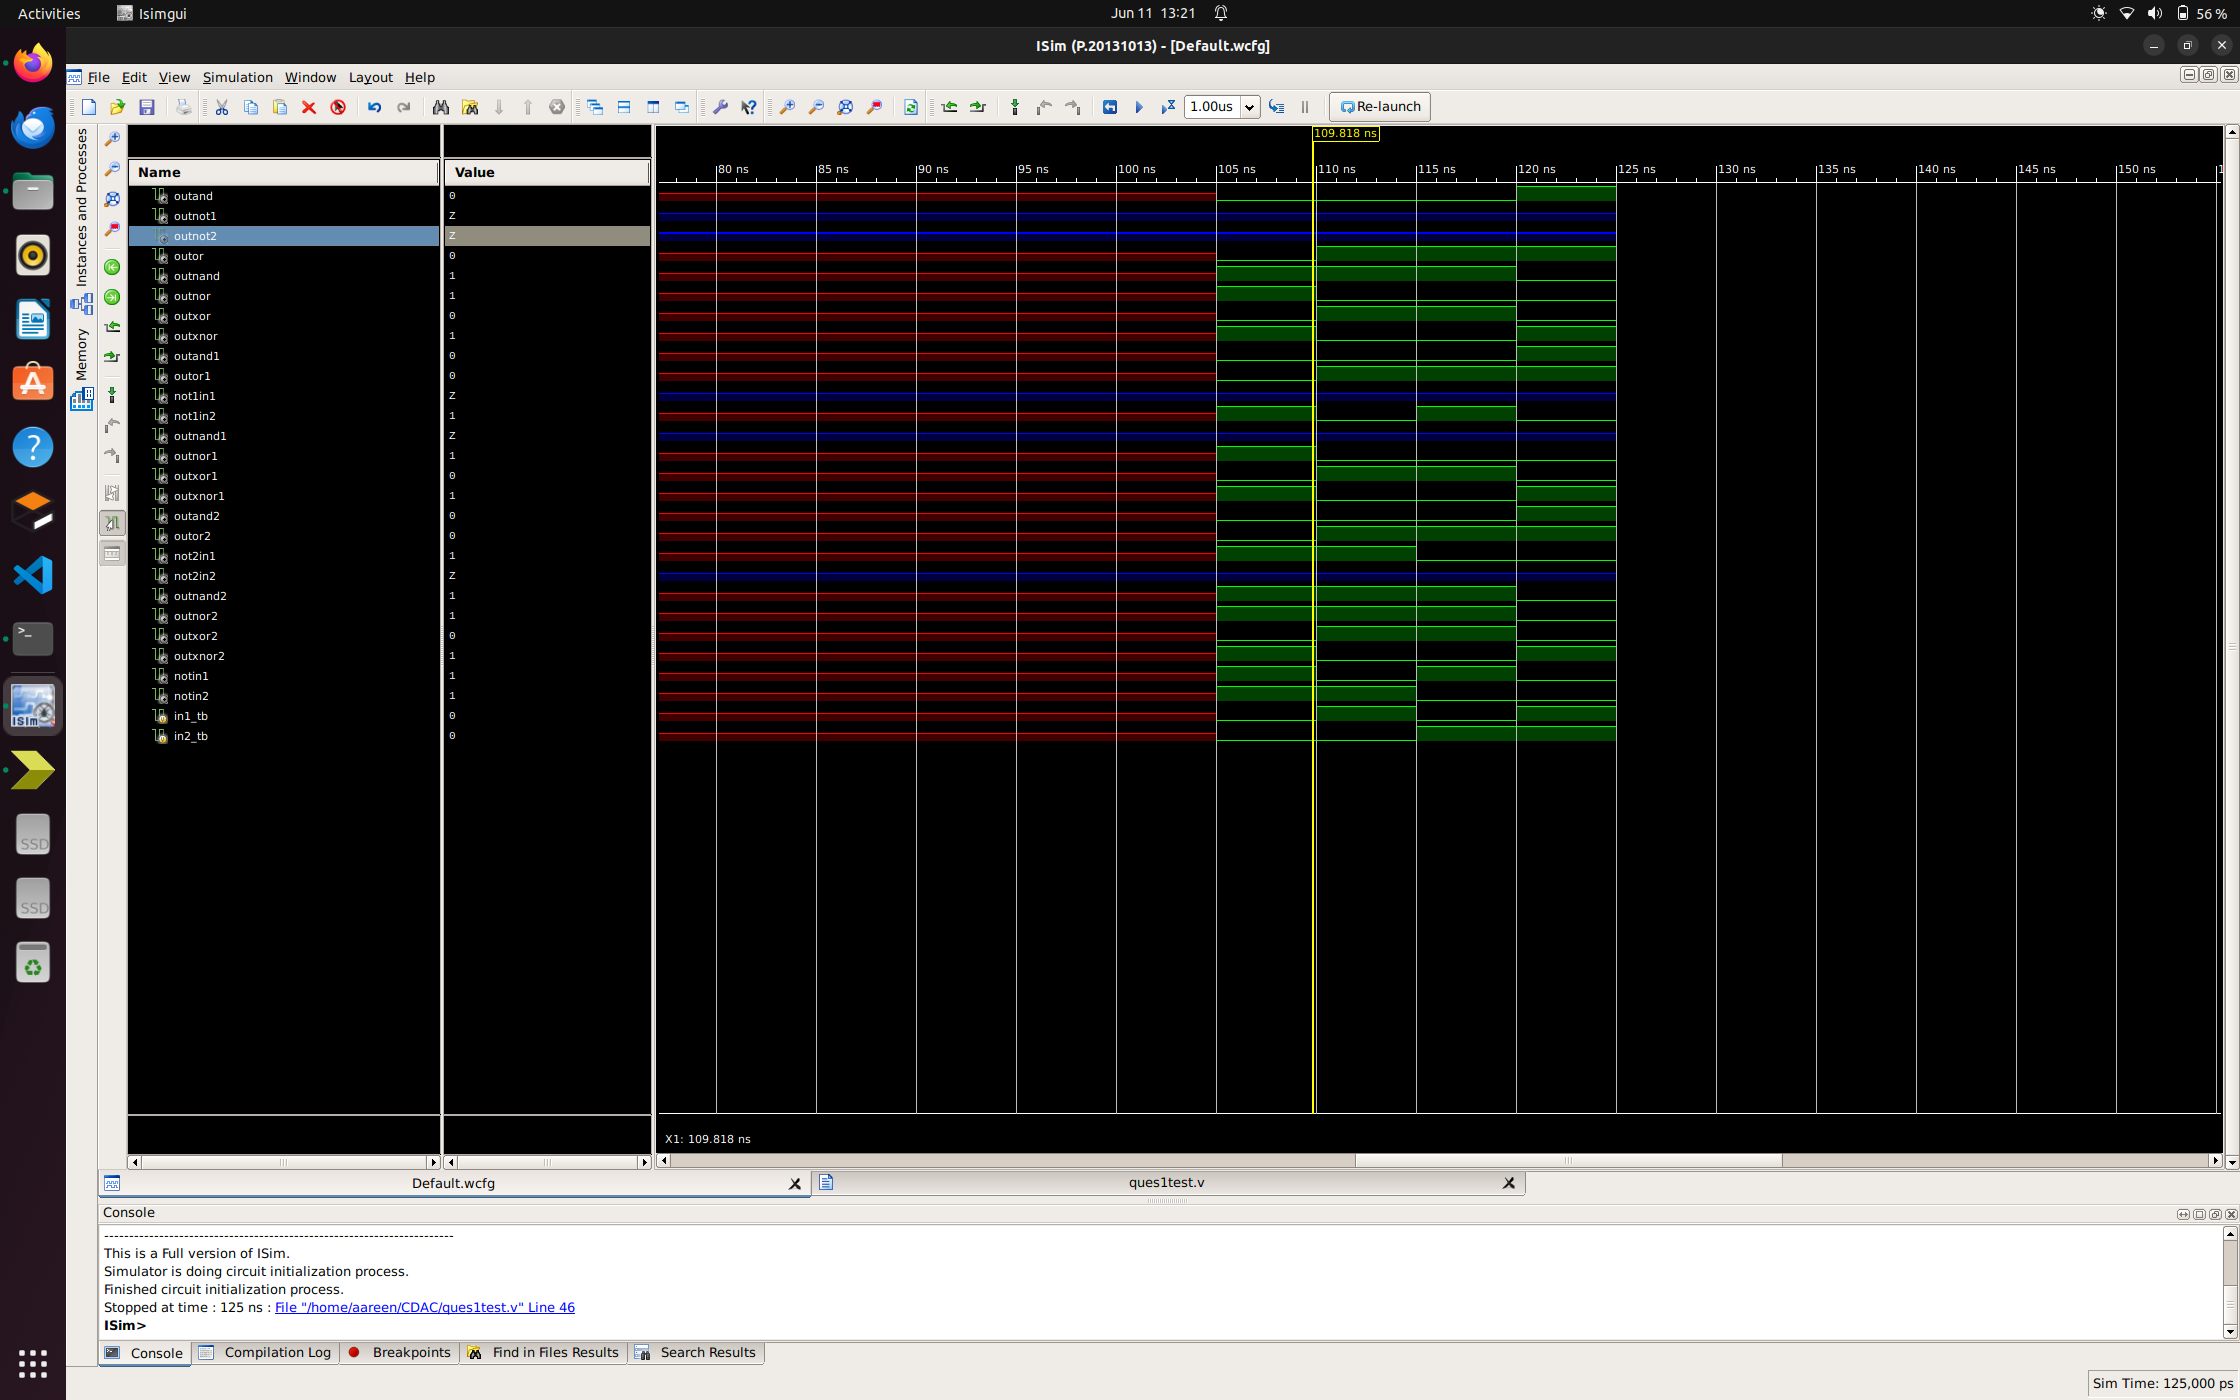 Activities
Isimgui
Jun 11 13:21
56 %
ISim (P.20131013) - [Default.wcfg]
File Edit View Simulation Window Layout Help
1.00us
Re-launch
Instances and Processes
Memory
Name Value
109.818 ns
80 ns 85 ns 90 ns 95 ns 100 ns 105 ns 110 ns 115 ns 120 ns 125 ns 130 ns 135 ns 140 ns 145 ns 150 ns 1
outand 0
outnot1 Z
outnot2 Z
outor 0
outnand 1
outnor 1
outxor 0
outxnor 1
outand1 0
outor1 0
not1in1 Z
not1in2 1
outnand1 Z
outnor1 1
outxor1 0
outxnor1 1
outand2 0
outor2 0
not2in1 1
not2in2 Z
outnand2 1
outnor2 1
outxor2 0
outxnor2 1
notin1 1
notin2 1
in1_tb 0
in2_tb 0
X1: 109.818 ns
Default.wcfg
ques1test.v
Console
----------------------------------------------------------------------
This is a Full version of ISim.
Simulator is doing circuit initialization process.
Finished circuit initialization process.
Stopped at time : 125 ns : File "/home/aareen/CDAC/ques1test.v" Line 46
ISim>
Console
Compilation Log
Breakpoints
Find in Files Results
Search Results
Sim Time: 125,000 ps
SSD
SSD
ISim